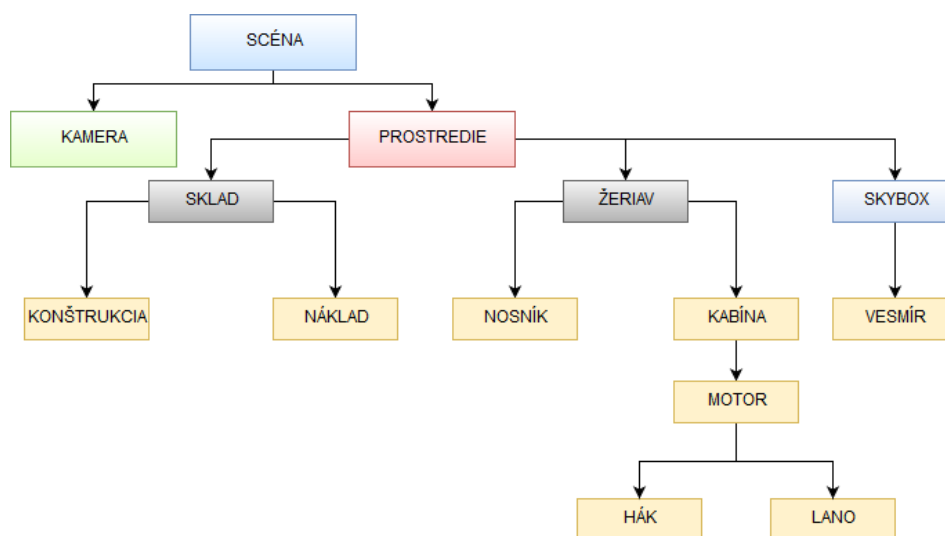 SCÉNA
KAMERA
PROSTREDIE
SKLAD
ŽERIAV
SKYBOX
KONŠTRUKCIA
NÁKLAD
NOSNÍK
KABÍNA
VESMÍR
MOTOR
HÁK
LANO